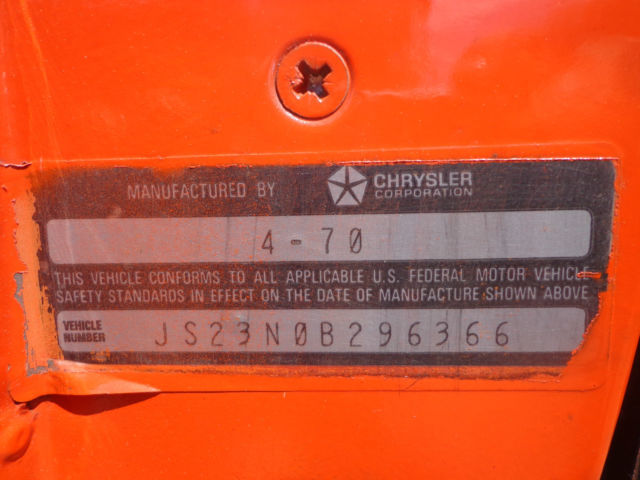 MANUFACTURED BY CHRYSLER CORPORATION
4-70
THIS VEHICLE CONFORMS TO ALL APPLICABLE U.S. FEDERAL MOTOR VEHICLE
SAFETY STANDARDS IN EFFECT ON THE DATE OF MANUFACTURE SHOWN ABOVE
VEHICLE NUMBER JS23N0B296366